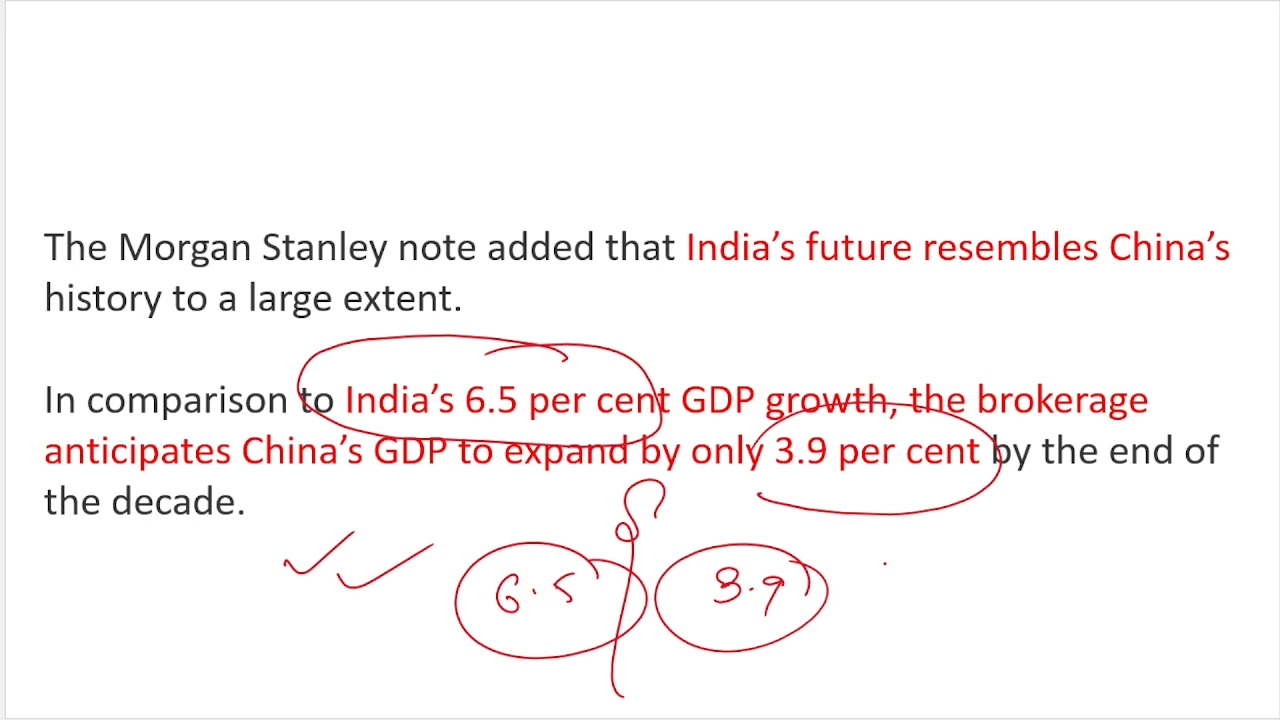 The Morgan Stanley note added that India’s future resembles China’s
history to a large extent.
In comparison to India’s 6.5 per cent GDP growth, the brokerage
anticipates China’s GDP to expand by only 3.9 per cent by the end of
the decade.
6.5 3.9